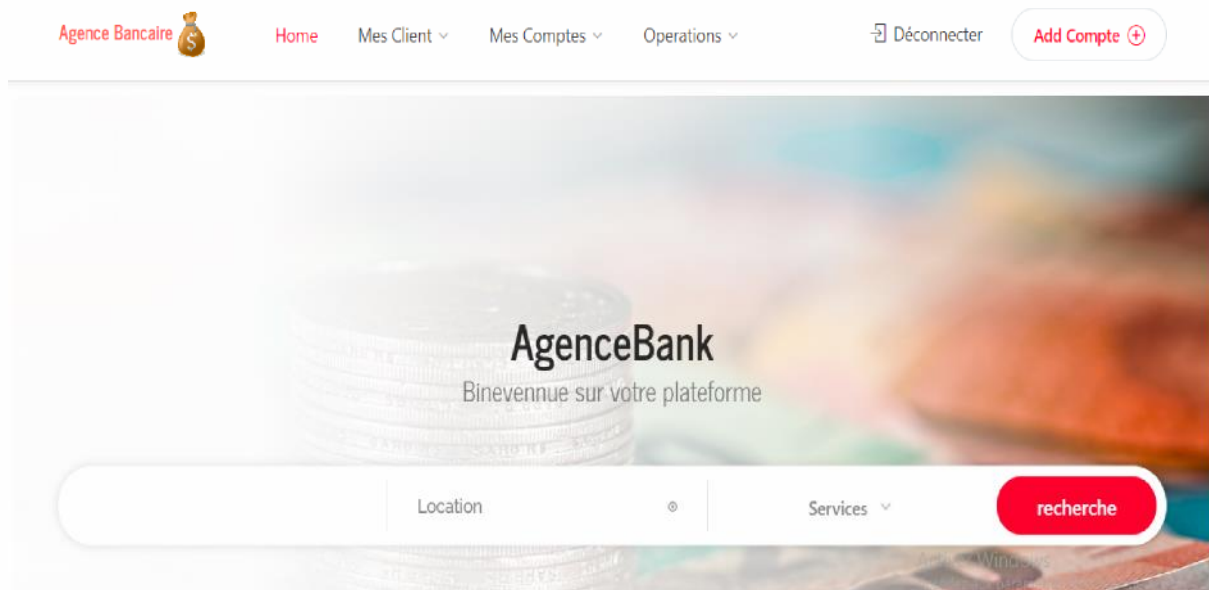 Agence Bancaire
Home
Mes Client
Mes Comptes
Operations
Déconnecter
Add Compte
AgenceBank
Binevennue sur votre plateforme
Location
Services
recherche
Windows